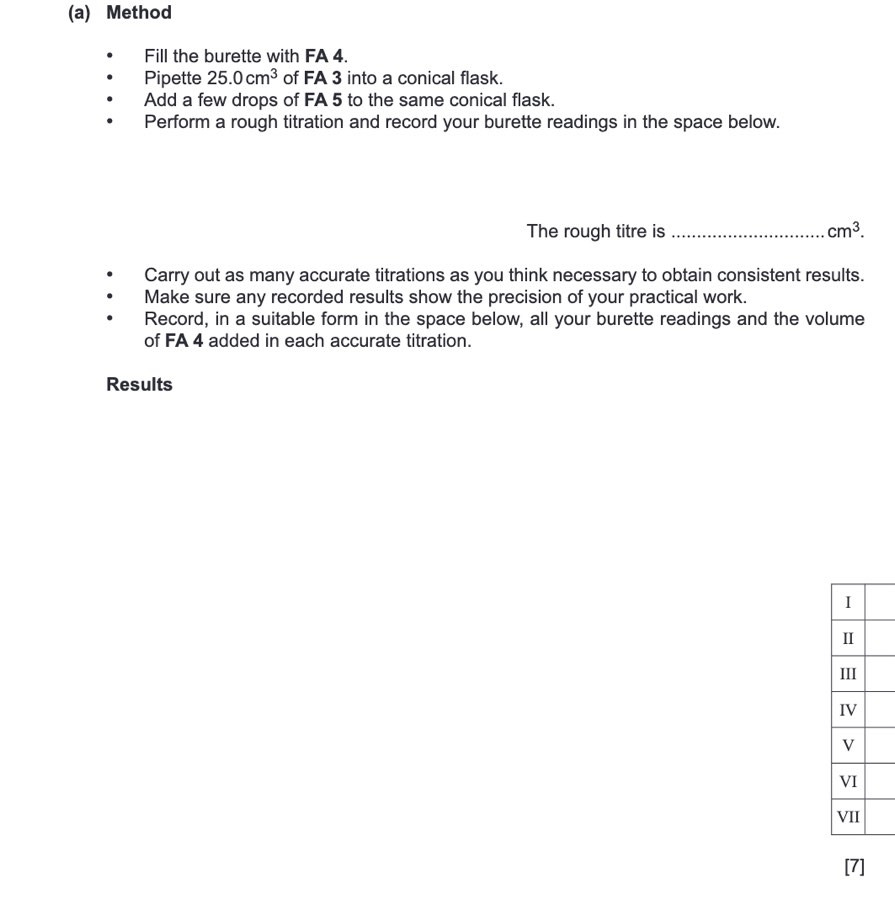 (a) Method
• Fill the burette with FA 4.
• Pipette 25.0 cm³ of FA 3 into a conical flask.
• Add a few drops of FA 5 to the same conical flask.
• Perform a rough titration and record your burette readings in the space below.
The rough titre is .............................. cm³.
• Carry out as many accurate titrations as you think necessary to obtain consistent results.
• Make sure any recorded results show the precision of your practical work.
• Record, in a suitable form in the space below, all your burette readings and the volume
of FA 4 added in each accurate titration.
Results
I
II
III
IV
V
VI
VII
[7]